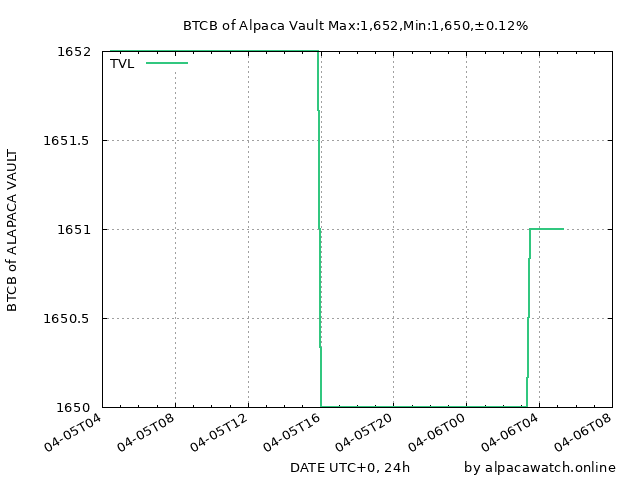 BTCB of Alpaca Vault Max:1,652,Min:1,650,±0.12%
1652
TVL
1651.5
1651
1650.5
1650
BTCB of ALAPACA VAULT
04-05T04
04-05T08
04-05T12
04-05T16
04-05T20
04-06T00
04-06T04
04-06T08
DATE UTC+0, 24h
by alpacawatch.online